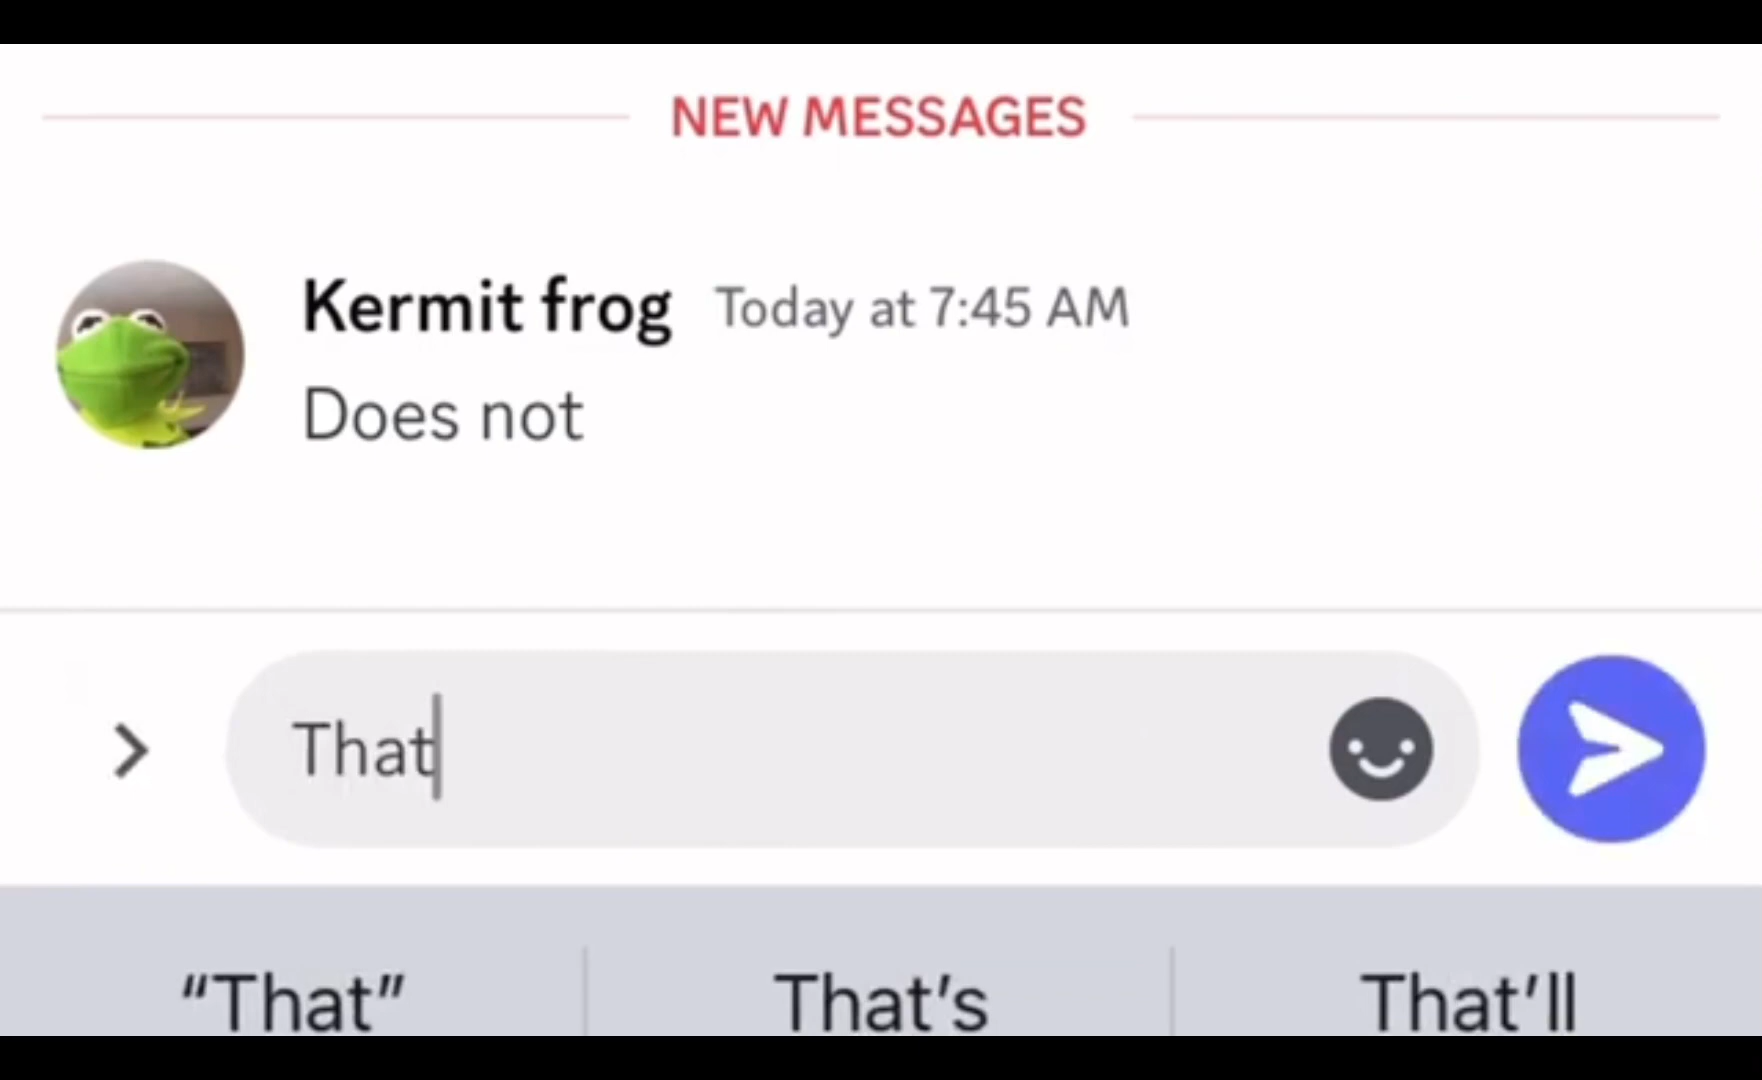 NEW MESSAGES
Kermit frog Today at 7:45 AM
Does not
That
“That” That’s That’ll